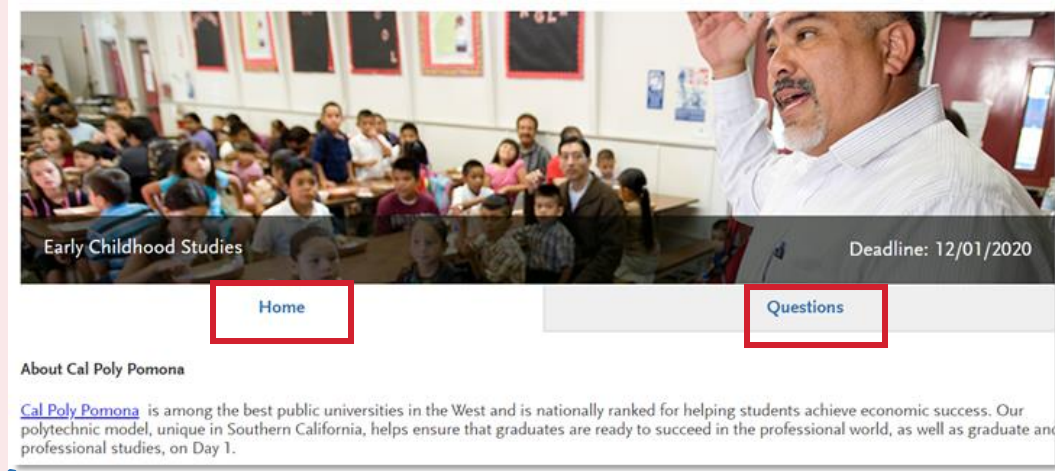 Early Childhood Studies
Deadline: 12/01/2020
Home
Questions
About Cal Poly Pomona
Cal Poly Pomona is among the best public universities in the West and is nationally ranked for helping students achieve economic success. Our
polytechnic model, unique in Southern California, helps ensure that graduates are ready to succeed in the professional world, as well as graduate and
professional studies, on Day 1.